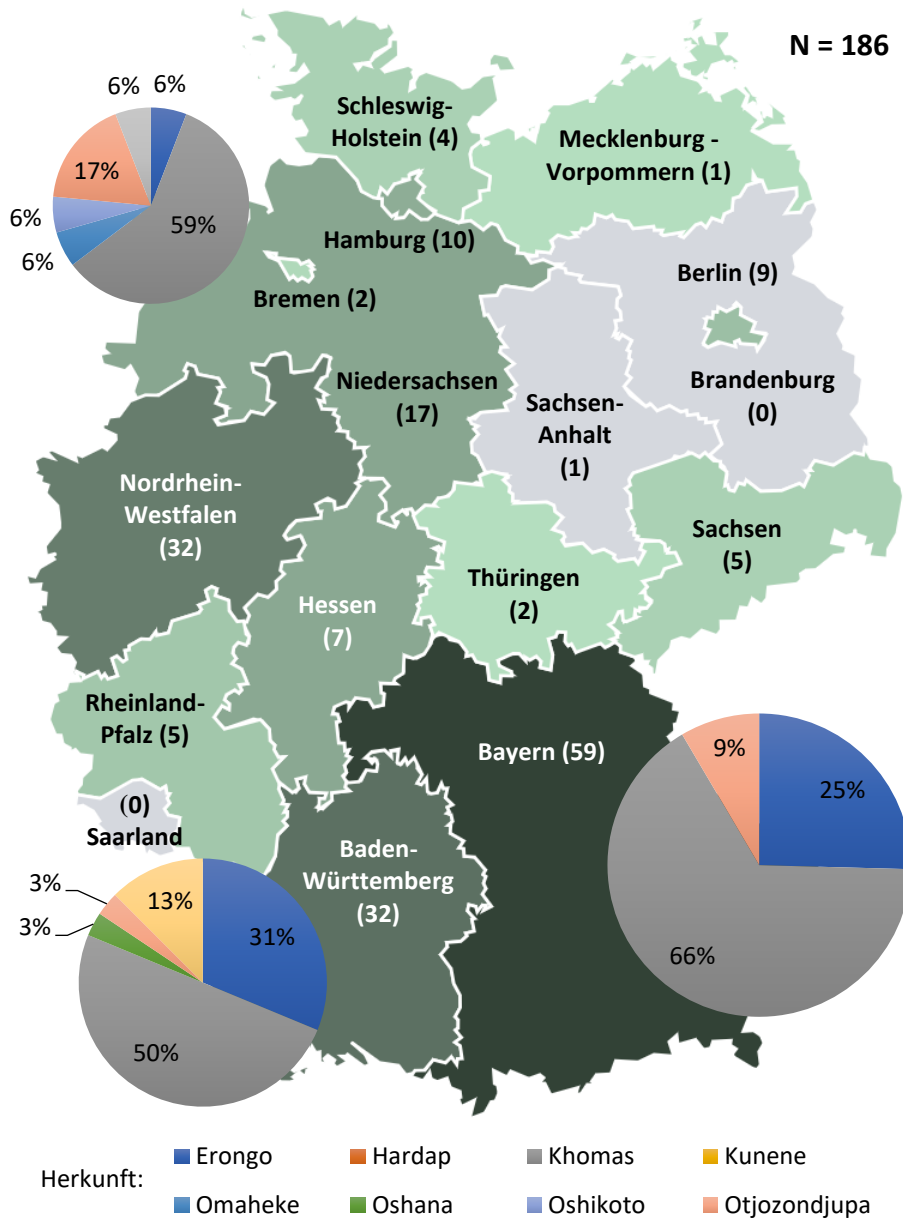 N = 186
6%
6%
17%
59%
6%
6%
Schleswig-
Holstein (4)
Mecklenburg -
Vorpommern (1)
Hamburg (10)
Bremen (2)
Berlin (9)
Niedersachsen
(17)
Sachsen-
Anhalt
(1)
Brandenburg
(0)
Nordrhein-
Westfalen
(32)
Sachsen
(5)
Thüringen
(2)
Hessen
(7)
Rheinland-
Pfalz (5)
Bayern (59)
(0)
Saarland
Baden-
Württemberg
(32)
9%
25%
66%
3%
13%
31%
3%
50%
Herkunft:
Erongo Hardap Khomas Kunene
Omaheke Oshana Oshikoto Otjozondjupa